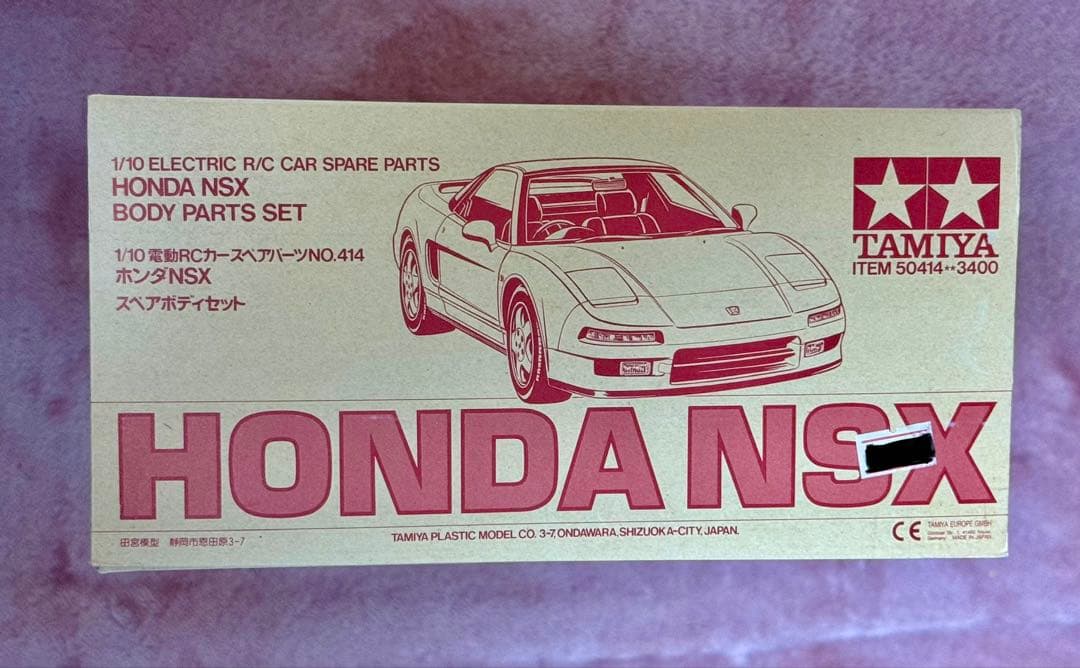 1/10 ELECTRIC R/C CAR SPARE PARTS
HONDA NSX
BODY PARTS SET
1/10 電動RCカースペアパーツNO.414
ホンダNSX
スペアボディセット
TAMIYA
ITEM 50414**3400
HONDA NSX
田宮模型 静岡市恩田原3-7
TAMIYA PLASTIC MODEL CO. 3-7, ONDAWARA, SHIZUOKA-CITY, JAPAN.
CE
TAMIYA EUROPE GMBH
Germany MADE IN JAPAN